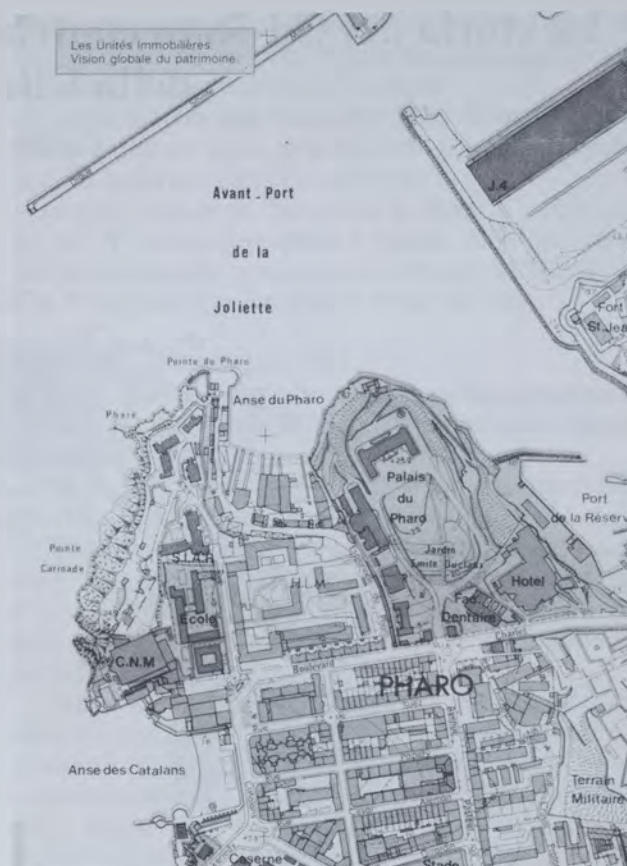 Les Unités Immobilières.
Vision globale du patrimoine.
Avant-Port
de la
Joliette
J.4
Fort
St.Jea
Pointe du Pharo
Phare
Anse du Pharo
Palais
du
Pharo
Port
de la Réserv
Pointe
Carinade
Jardin
Emile Duclaux
Hotel
H.L.M
Ecole
Fac
Dentaire
C.N.M
Charles
Boulevard
PHARO
Anse des Catalans
Terrain
Militaire
Caserne
Stade